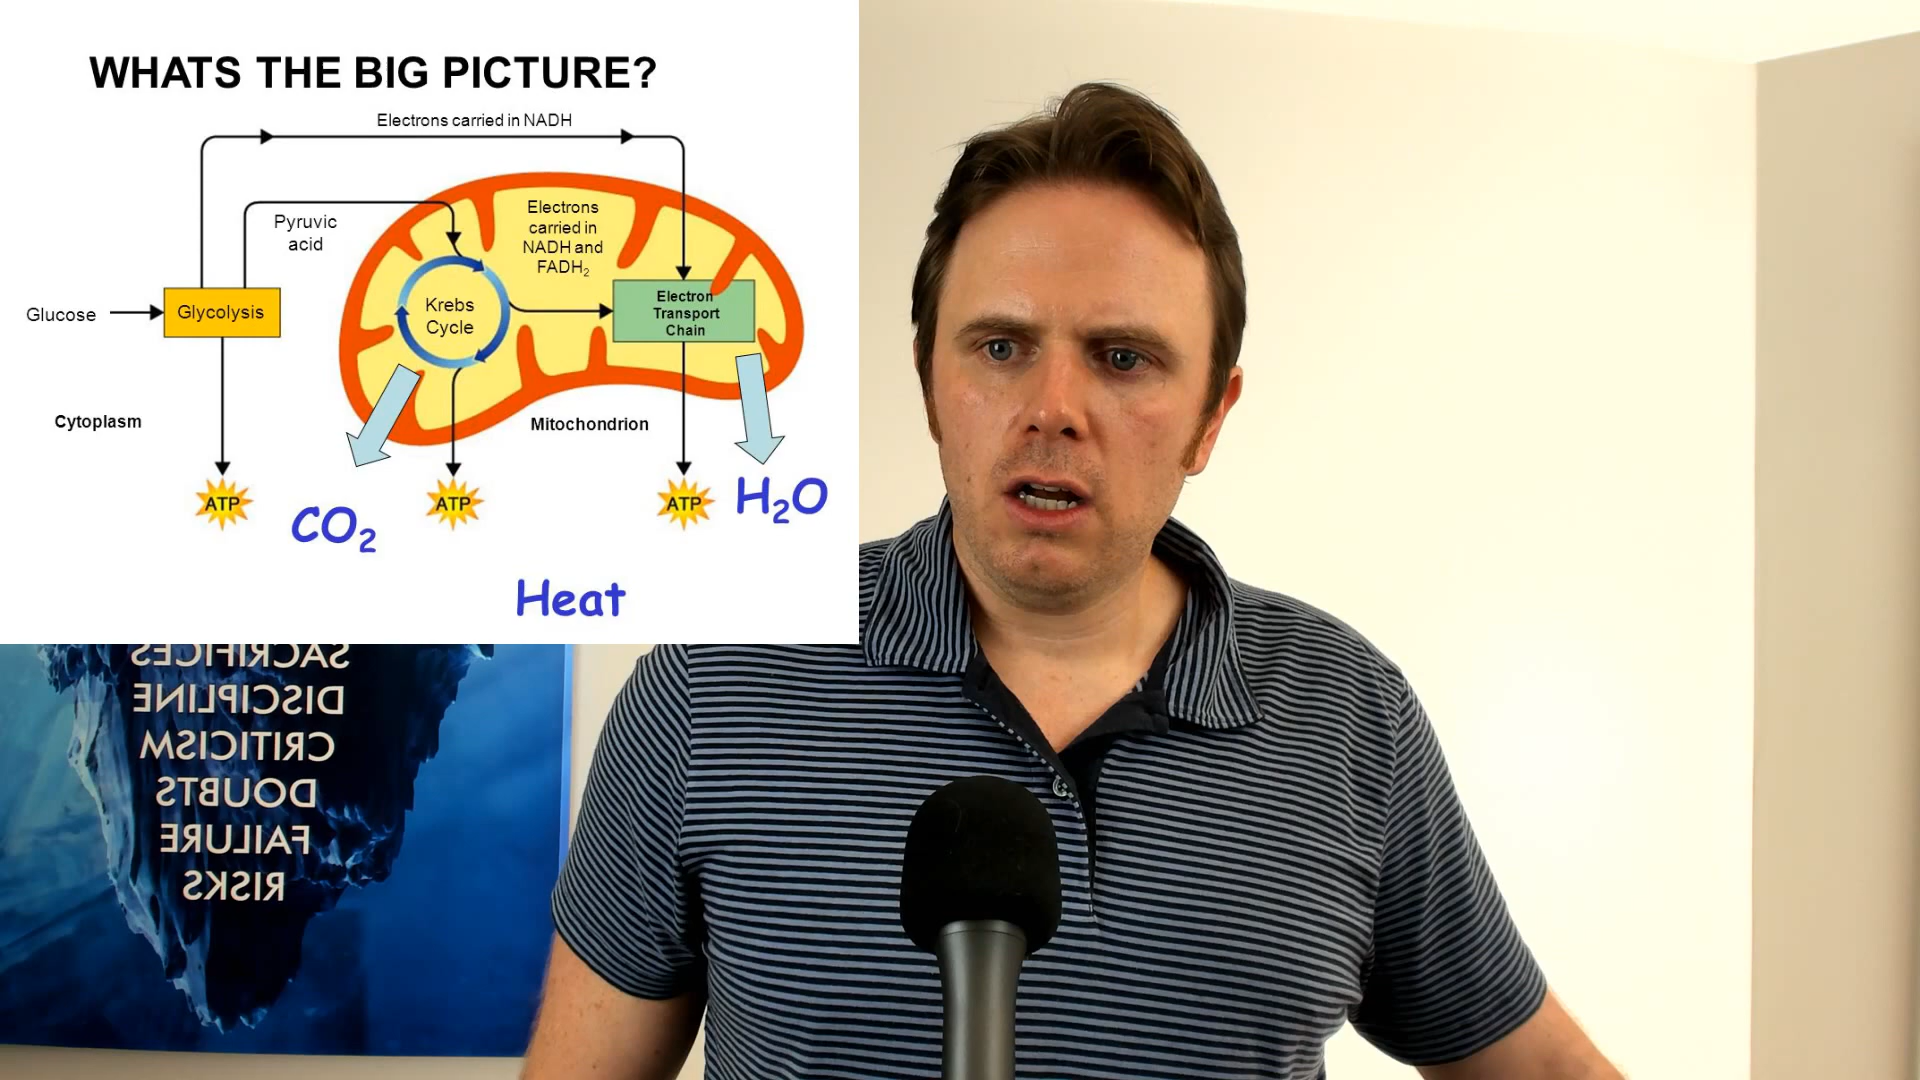 WHATS THE BIG PICTURE?
Electrons carried in NADH
Pyruvic
acid
Electrons
carried in
NADH and
FADH₂
Glucose
Glycolysis
Krebs
Cycle
Electron
Transport
Chain
Cytoplasm
Mitochondrion
ATP
CO₂
ATP
ATP
H₂O
Heat
SACRIFICES
DISCIPLINE
CRITICISM
DOUBTS
FAILURE
RISKS